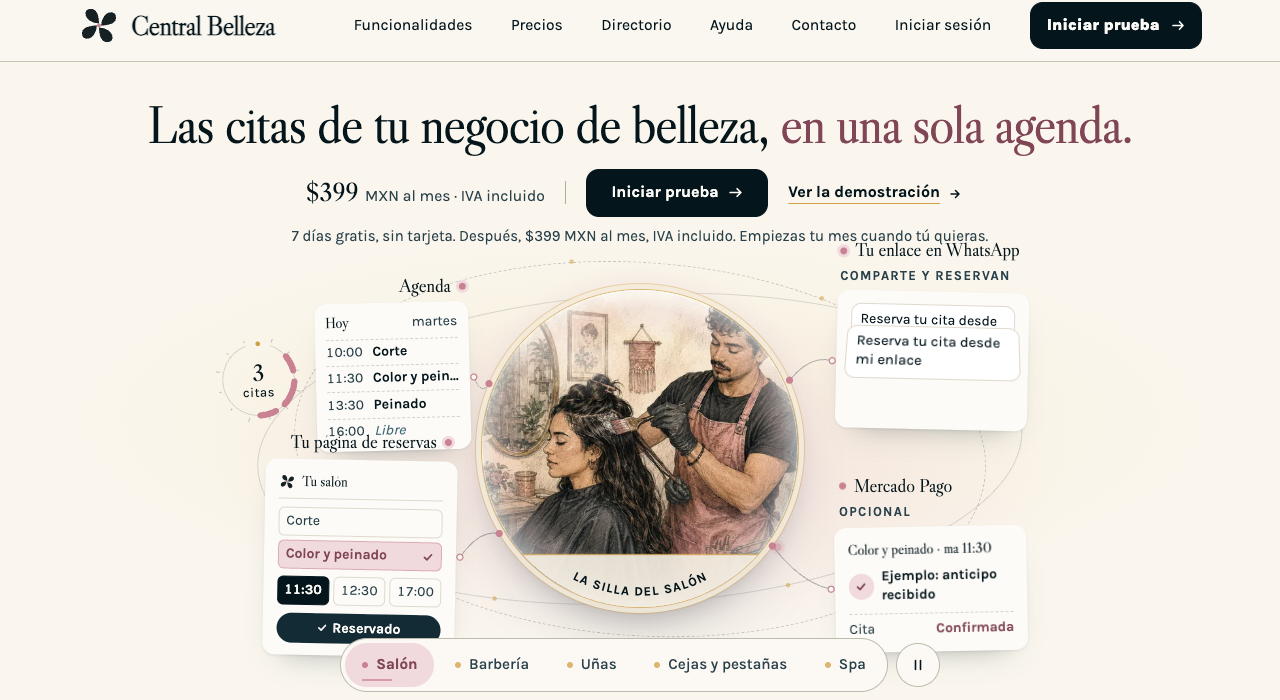 Central Belleza
Funcionalidades
Precios
Directorio
Ayuda
Contacto
Iniciar sesión
Iniciar prueba →
Las citas de tu negocio de belleza, en una sola agenda.
$399 MXN al mes · IVA incluido
Iniciar prueba →
Ver la demostración →
7 días gratis, sin tarjeta. Después, $399 MXN al mes, IVA incluido. Empiezas tu mes cuando tú quieras.
Agenda
Hoy martes
10:00 Corte
11:30 Color y pein...
13:30 Peinado
16:00 Libre
3
citas
Tu página de reservas
Tu salón
Corte
Color y peinado
11:30 12:30 17:00
Reservado
LA SILLA DEL SALÓN
Tu enlace en WhatsApp
COMPARTE Y RESERVAN
Reserva tu cita desde
Reserva tu cita desde
mi enlace
Mercado Pago
OPCIONAL
Color y peinado · ma 11:30
Ejemplo: anticipo
recibido
Cita Confirmada
Salón
Barbería
Uñas
Cejas y pestañas
Spa